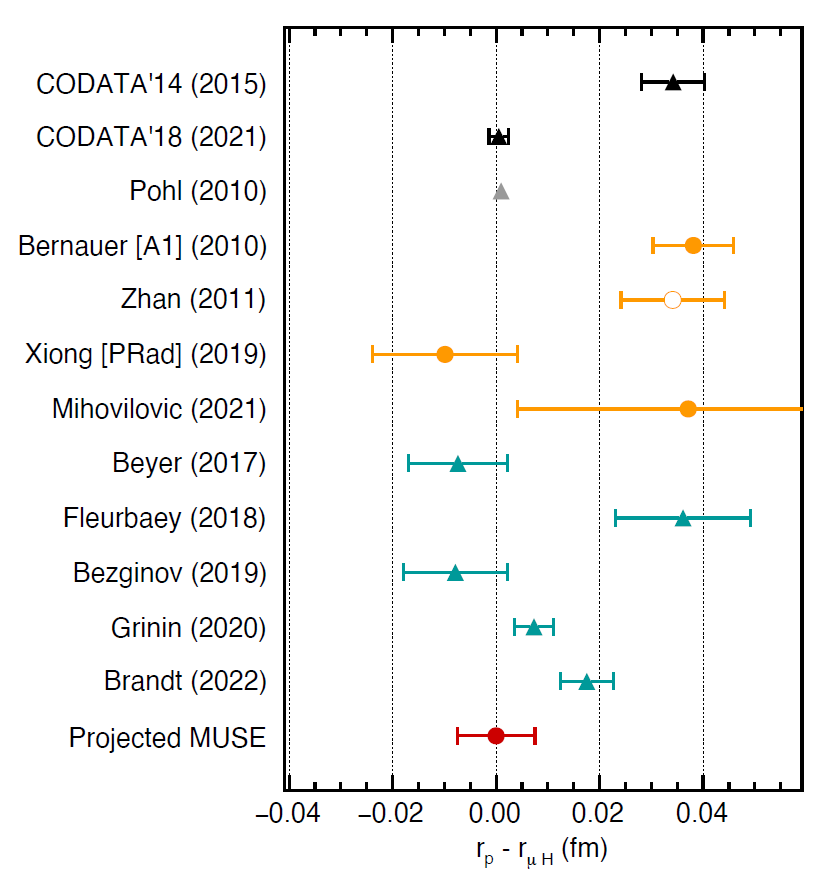 CODATA'14 (2015)
CODATA'18 (2021)
Pohl (2010)
Bernauer [A1] (2010)
Zhan (2011)
Xiong [PRad] (2019)
Mihovilovic (2021)
Beyer (2017)
Fleurbaey (2018)
Bezginov (2019)
Grinin (2020)
Brandt (2022)
Projected MUSE
−0.04 −0.02 0.00 0.02 0.04
r_p - r_μ H (fm)